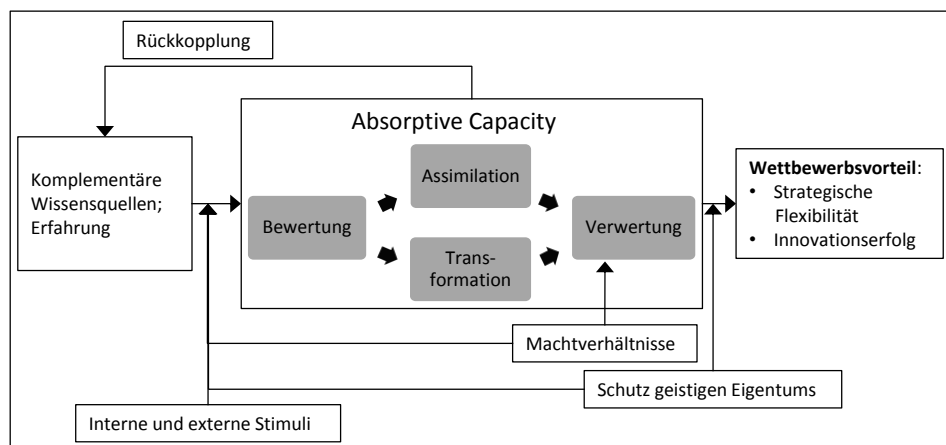 Rückkopplung
Absorptive Capacity
Komplementäre
Wissensquellen;
Erfahrung
Bewertung
Assimilation
Trans-
formation
Verwertung
Wettbewerbsvorteil:
• Strategische
Flexibilität
• Innovationserfolg
Machtverhältnisse
Schutz geistigen Eigentums
Interne und externe Stimuli